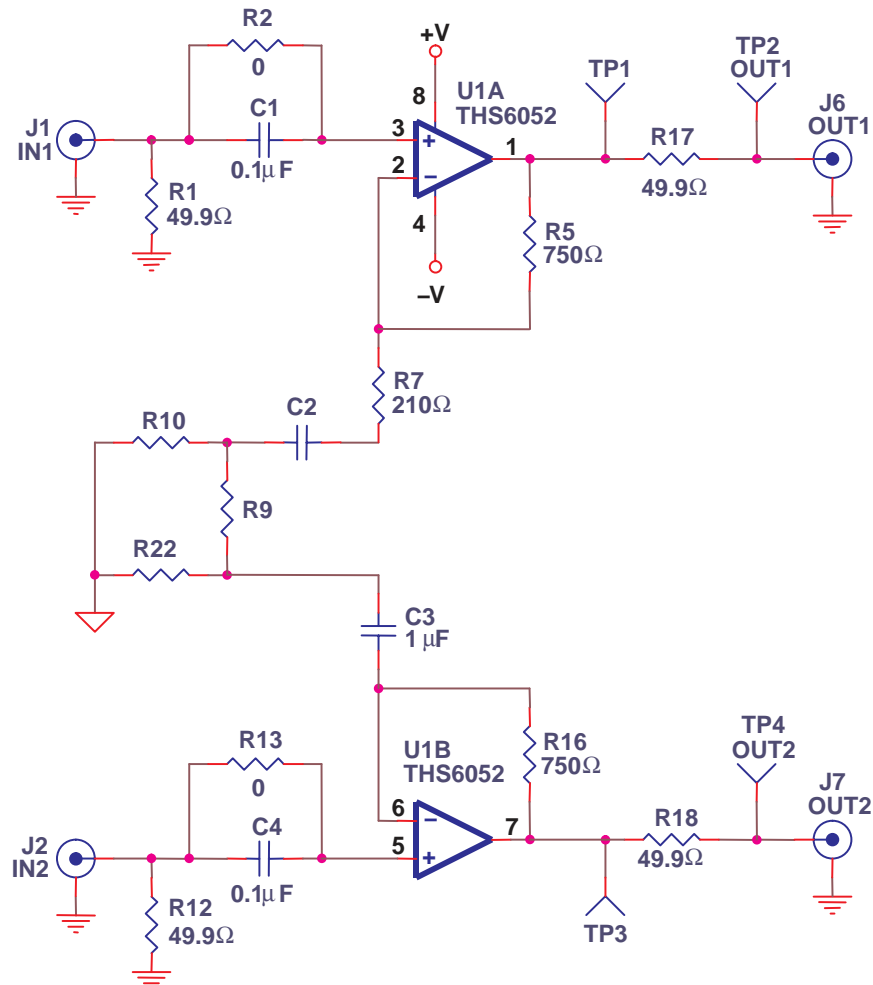 R2
0
C1
0.1μF
J1
IN1
R1
49.9Ω
+V
8
U1A
THS6052
3
+
2
−
1
4
–V
TP1
TP2
OUT1
R17
49.9Ω
J6
OUT1
R5
750Ω
R7
210Ω
C2
R10
R9
R22
C3
1 μF
R13
0
C4
0.1μF
J2
IN2
R12
49.9Ω
U1B
THS6052
6
−
5
+
7
R16
750Ω
TP4
OUT2
R18
49.9Ω
J7
OUT2
TP3